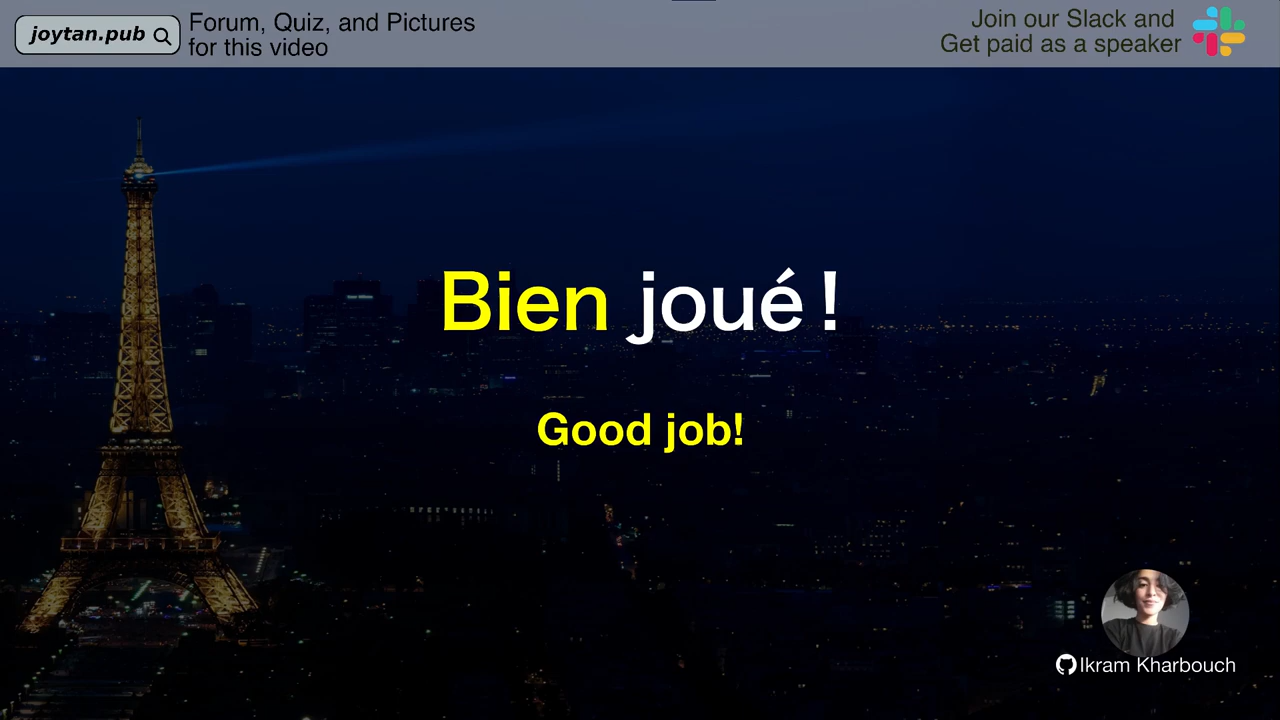 joytan.pub
Forum, Quiz, and Pictures
for this video
Join our Slack and
Get paid as a speaker
Bien joué !
Good job!
Ikram Kharbouch